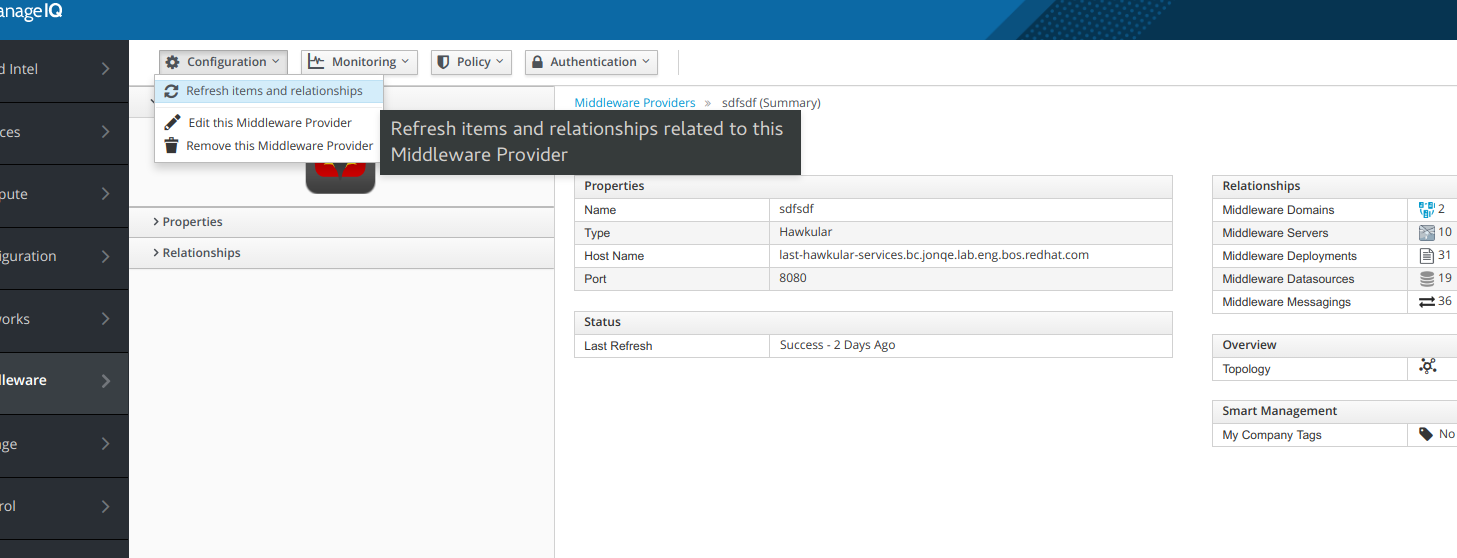 anageIQ
d Intel
ces
pute
iguration
works
lleware
ge
rol
Configuration
Monitoring
Policy
Authentication
Refresh items and relationships
Edit this Middleware Provider
Remove this Middleware Provider
Refresh items and relationships related to this
Middleware Provider
Properties
Relationships
Middleware Providers » sdfsdf (Summary)
Properties
Name sdfsdf
Type Hawkular
Host Name last-hawkular-services.bc.jonqe.lab.eng.bos.redhat.com
Port 8080
Status
Last Refresh Success - 2 Days Ago
Relationships
Middleware Domains 2
Middleware Servers 10
Middleware Deployments 31
Middleware Datasources 19
Middleware Messagings 36
Overview
Topology
Smart Management
My Company Tags No